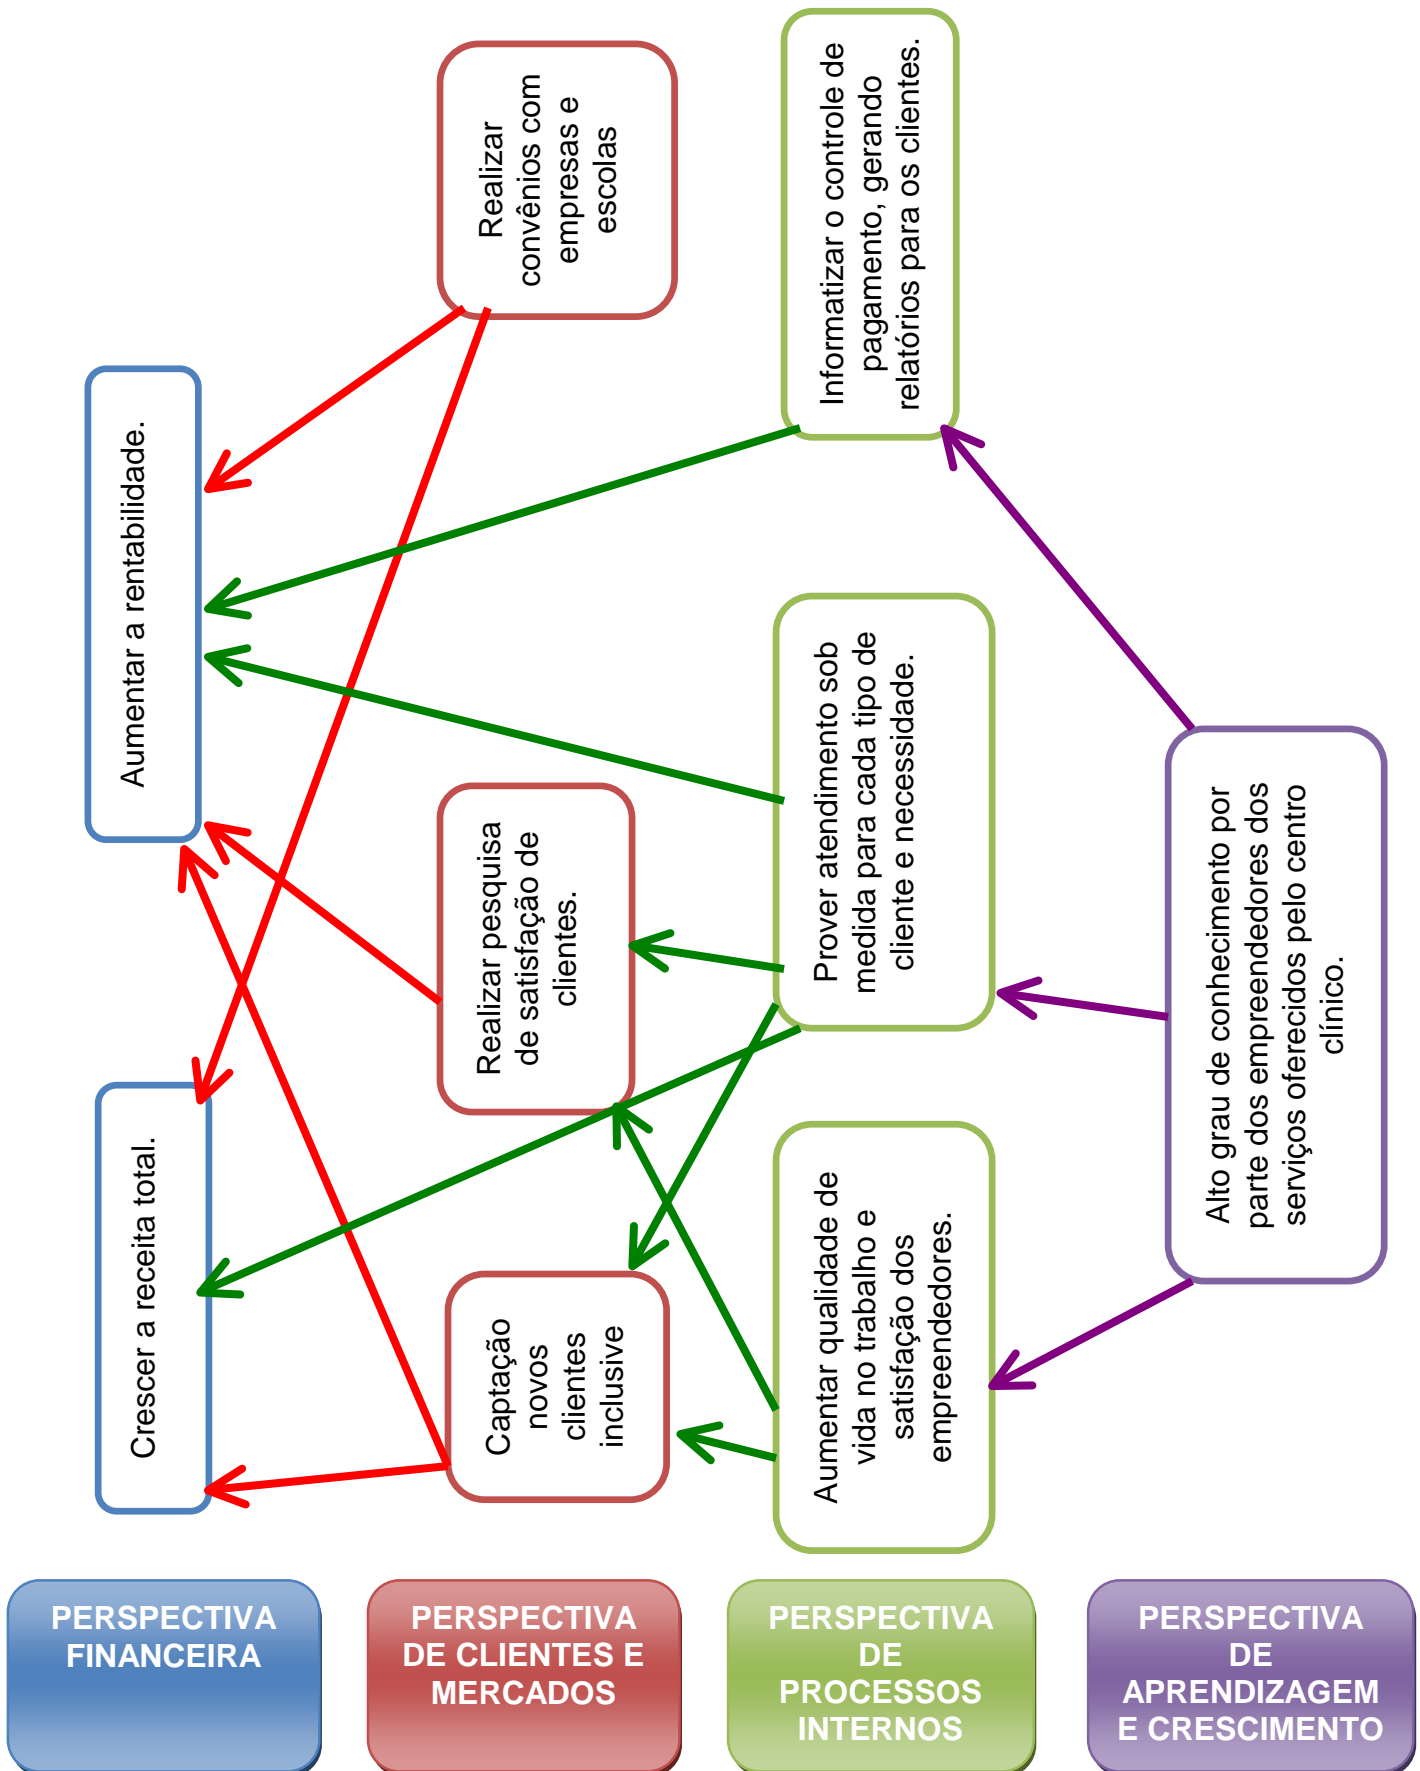 Crescer a receita total.
Aumentar a rentabilidade.
Captação
novos
clientes
inclusive
Realizar pesquisa
de satisfação de
clientes.
Realizar
convênios com
empresas e
escolas
Aumentar qualidade de
vida no trabalho e
satisfação dos
empreendedores.
Prover atendimento sob
medida para cada tipo de
cliente e necessidade.
Informatizar o controle de
pagamento, gerando
relatórios para os clientes.
Alto grau de conhecimento por
parte dos empreendedores dos
serviços oferecidos pelo centro
clínico.
PERSPECTIVA
FINANCEIRA
PERSPECTIVA
DE CLIENTES E
MERCADOS
PERSPECTIVA
DE
PROCESSOS
INTERNOS
PERSPECTIVA
DE
APRENDIZAGEM
E CRESCIMENTO